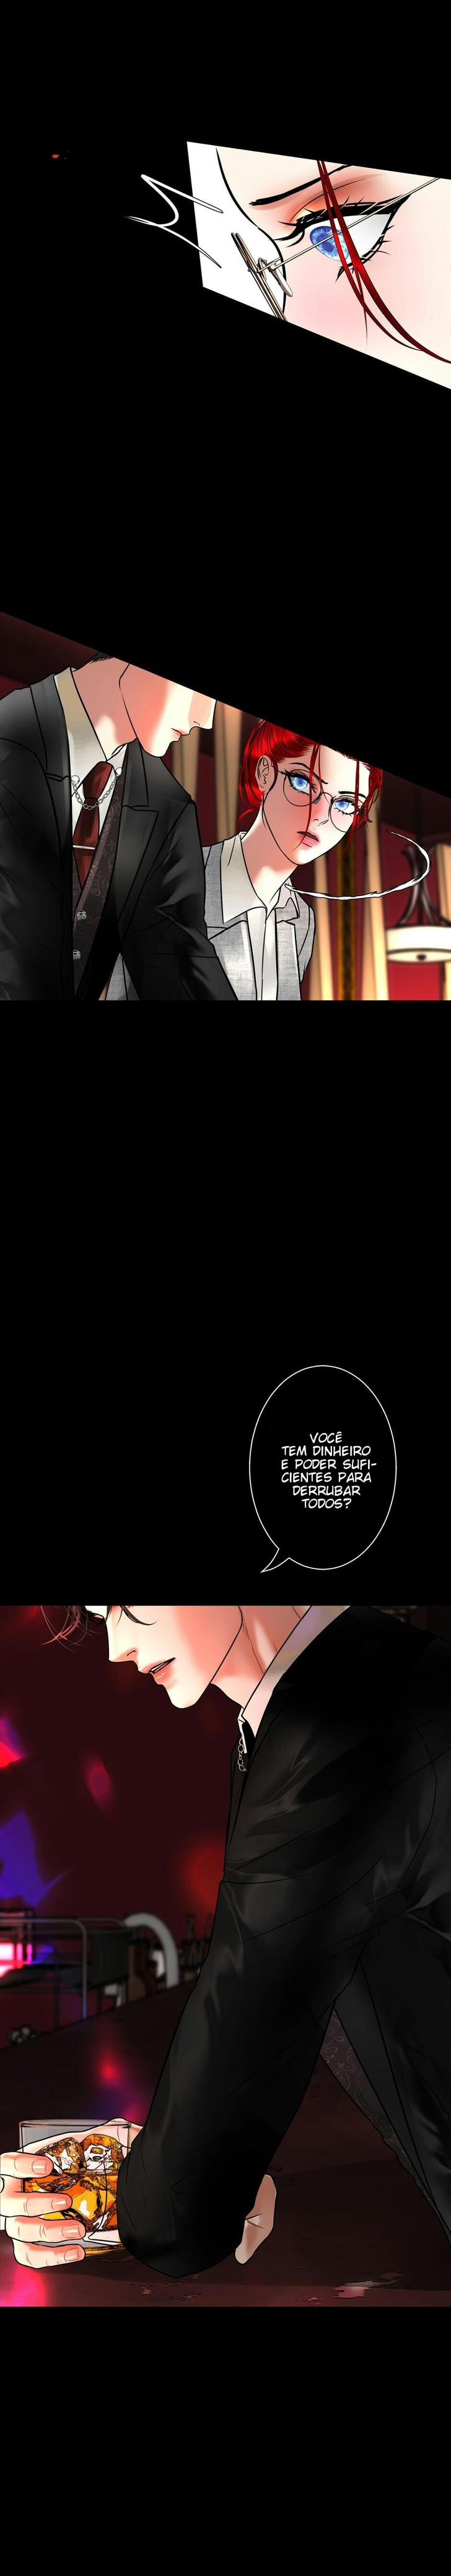 VOCÊ
TEM DINHEIRO
E PODER SUFI-
CIENTES PARA
DERRUBAR
TODOS?